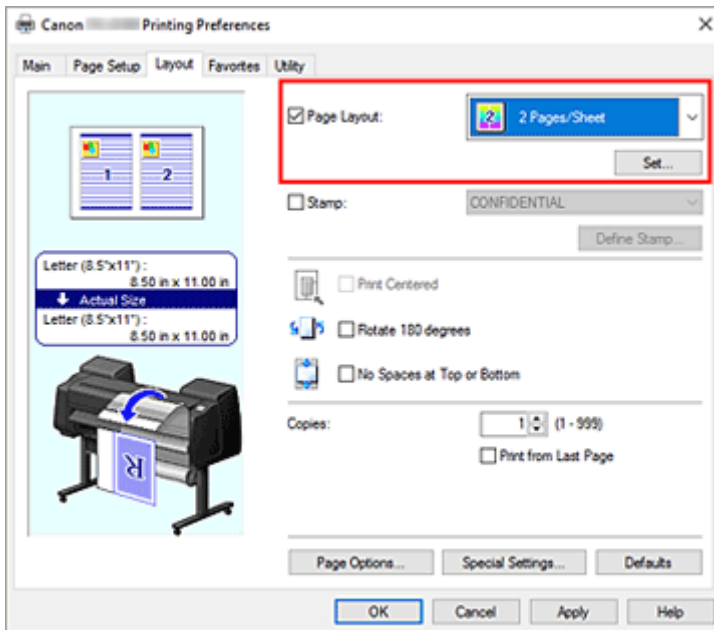 Canon Printing Preferences
Main Page Setup Layout Favorites Utility
1 2
Letter (8.5"x11") :
8.50 in x 11.00 in
Actual Size
Letter (8.5"x11") :
8.50 in x 11.00 in
R
Page Layout: 2 2 Pages/Sheet
Set...
Stamp: CONFIDENTIAL
Define Stamp...
Print Centered
Rotate 180 degrees
No Spaces at Top or Bottom
Copies: 1 (1 - 999)
Print from Last Page
Page Options... Special Settings... Defaults
OK Cancel Apply Help